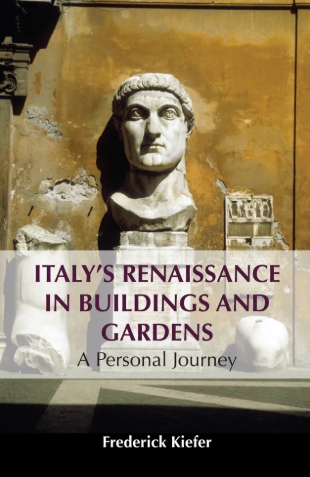 ITALY'S RENAISSANCE
IN BUILDINGS AND
GARDENS
A Personal Journey
Frederick Kiefer